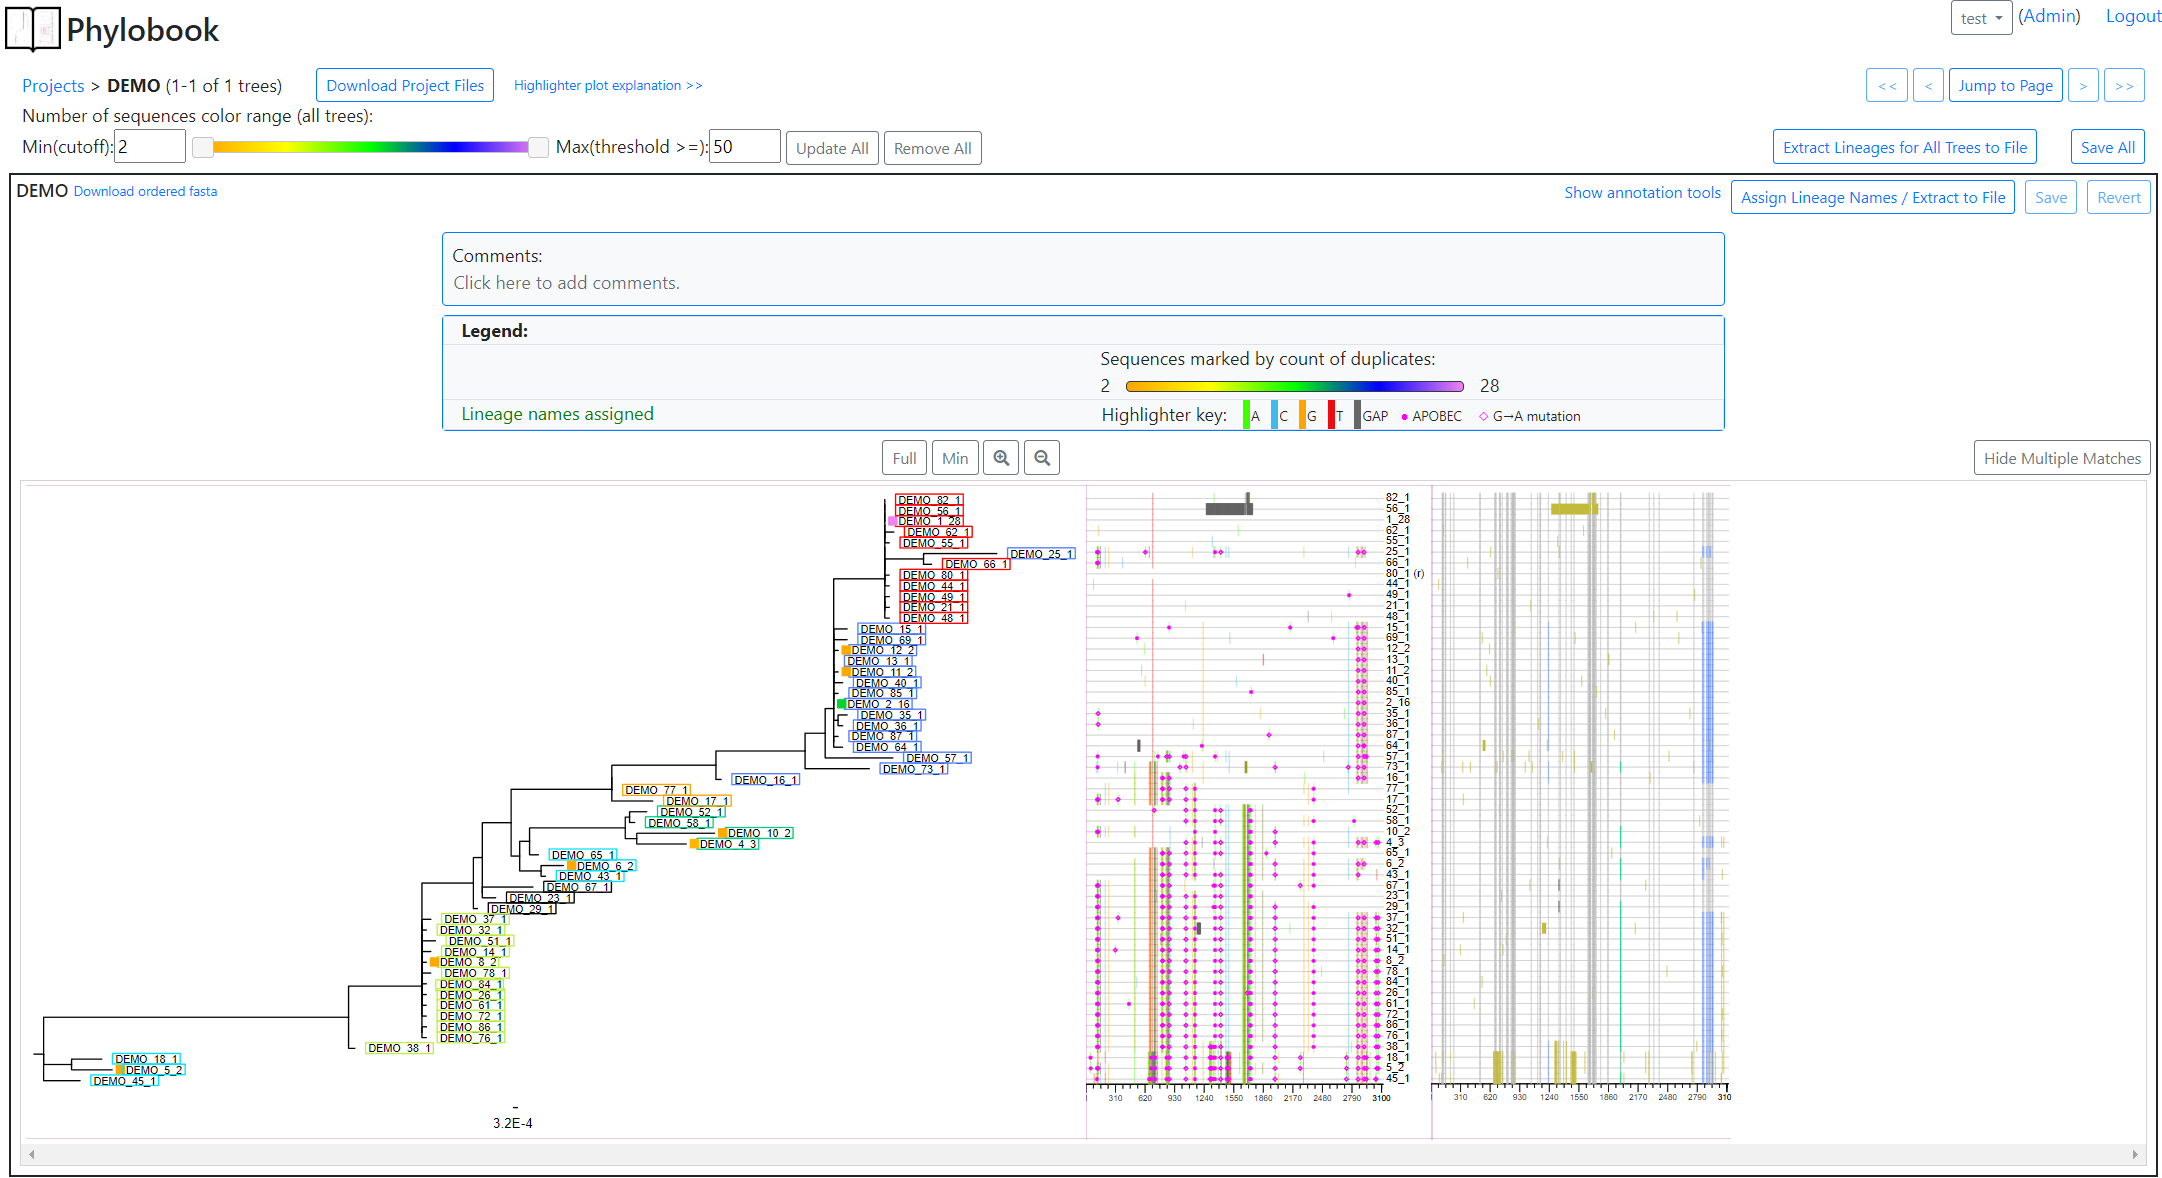 Phylobook
test
(Admin)
Logout
Projects > DEMO (1-1 of 1 trees)
Download Project Files
Highlighter plot explanation >>
<<
<
Jump to Page
>
>>
Number of sequences color range (all trees):
Min(cutoff): 2
Max(threshold >=): 50
Update All
Remove All
Extract Lineages for All Trees to File
Save All
DEMO Download ordered fasta
Show annotation tools
Assign Lineage Names / Extract to File
Save
Revert
Comments:
Click here to add comments.
Legend:
Sequences marked by count of duplicates:
2 28
Lineage names assigned
Highlighter key: A C G T GAP APOBEC G→A mutation
Full
Min
Hide Multiple Matches
DEMO_82_1
DEMO_56_1
DEMO_1_28
DEMO_62_1
DEMO_55_1
DEMO_25_1
DEMO_66_1
DEMO_80_1
DEMO_44_1
DEMO_49_1
DEMO_21_1
DEMO_48_1
DEMO_15_1
DEMO_69_1
DEMO_12_2
DEMO_13_1
DEMO_11_2
DEMO_40_1
DEMO_85_1
DEMO_2_16
DEMO_35_1
DEMO_36_1
DEMO_87_1
DEMO_64_1
DEMO_57_1
DEMO_73_1
DEMO_16_1
DEMO_77_1
DEMO_17_1
DEMO_52_1
DEMO_58_1
DEMO_10_2
DEMO_4_3
DEMO_65_1
DEMO_6_2
DEMO_43_1
DEMO_67_1
DEMO_23_1
DEMO_29_1
DEMO_37_1
DEMO_32_1
DEMO_51_1
DEMO_14_1
DEMO_8_2
DEMO_78_1
DEMO_84_1
DEMO_26_1
DEMO_61_1
DEMO_72_1
DEMO_86_1
DEMO_76_1
DEMO_38_1
DEMO_18_1
DEMO_5_2
DEMO_45_1
3.2E-4
82_1
56_1
1_28
62_1
55_1
25_1
66_1
80_1 (r)
44_1
49_1
21_1
48_1
15_1
69_1
12_2
13_1
11_2
40_1
85_1
2_16
35_1
36_1
87_1
64_1
57_1
73_1
16_1
77_1
17_1
52_1
58_1
10_2
4_3
65_1
6_2
43_1
67_1
23_1
29_1
37_1
32_1
51_1
14_1
8_2
78_1
84_1
26_1
61_1
72_1
86_1
76_1
38_1
18_1
5_2
45_1
310 620 930 1240 1550 1860 2170 2480 2790 3100
310 620 930 1240 1550 1860 2170 2480 2790 310